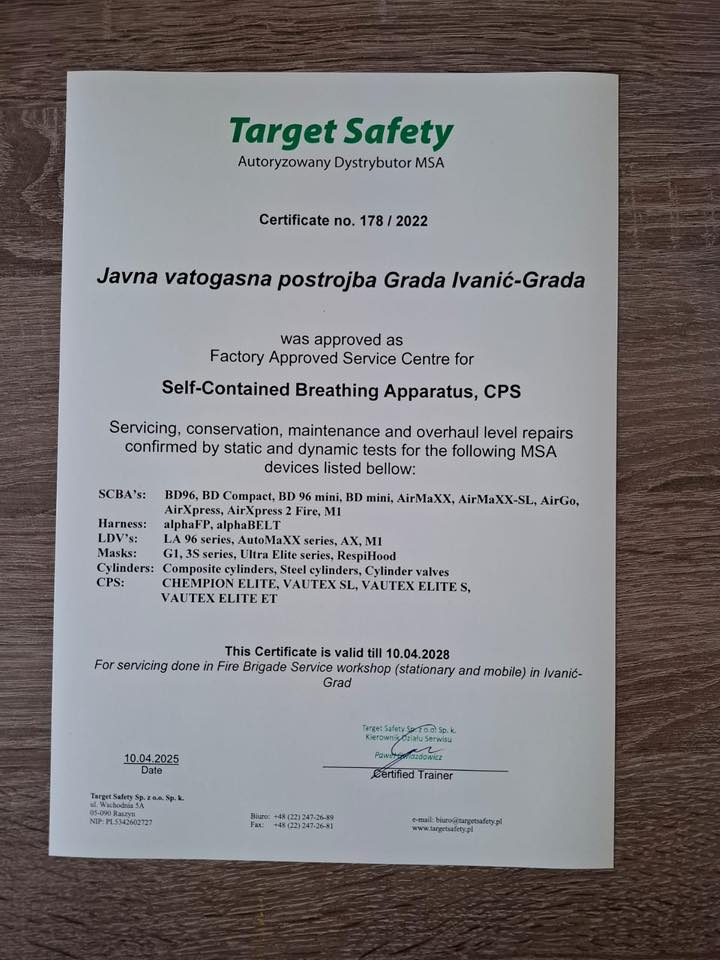 Target Safety
Autoryzowany Dystrybutor MSA
Certificate no. 178 / 2022
Javna vatogasna postrojba Grada Ivanić-Grada
was approved as
Factory Approved Service Centre for
Self-Contained Breathing Apparatus, CPS
Servicing, conservation, maintenance and overhaul level repairs
confirmed by static and dynamic tests for the following MSA
devices listed bellow:
SCBA's: BD96, BD Compact, BD 96 mini, BD mini, AirMaXX, AirMaXX-SL, AirGo,
AirXpress, AirXpress 2 Fire, M1
Harness: alphaFP, alphaBELT
LDV's: LA 96 series, AutoMaXX series, AX, M1
Masks: G1, 3S series, Ultra Elite series, RespiHood
Cylinders: Composite cylinders, Steel cylinders, Cylinder valves
CPS: CHEMPION ELITE, VAUTEX SL, VAUTEX ELITE S,
VAUTEX ELITE ET
This Certificate is valid till 10.04.2028
For servicing done in Fire Brigade Service workshop (stationary and mobile) in Ivanić-
Grad
Target Safety Sp. z o.o. Sp. k.
Kierownik Działu Serwisu
Paweł
10.04.2025
Date
Certified Trainer
Target Safety Sp. z o.o. Sp. k.
ul. Wschodnia 5A
05-090 Raszyn
NIP: PL5342602727
Biuro: +48 (22) 247-26-89
Fax: +48 (22) 247-26-81
e-mail: biuro@targetsafety.pl
www.targetsafety.pl